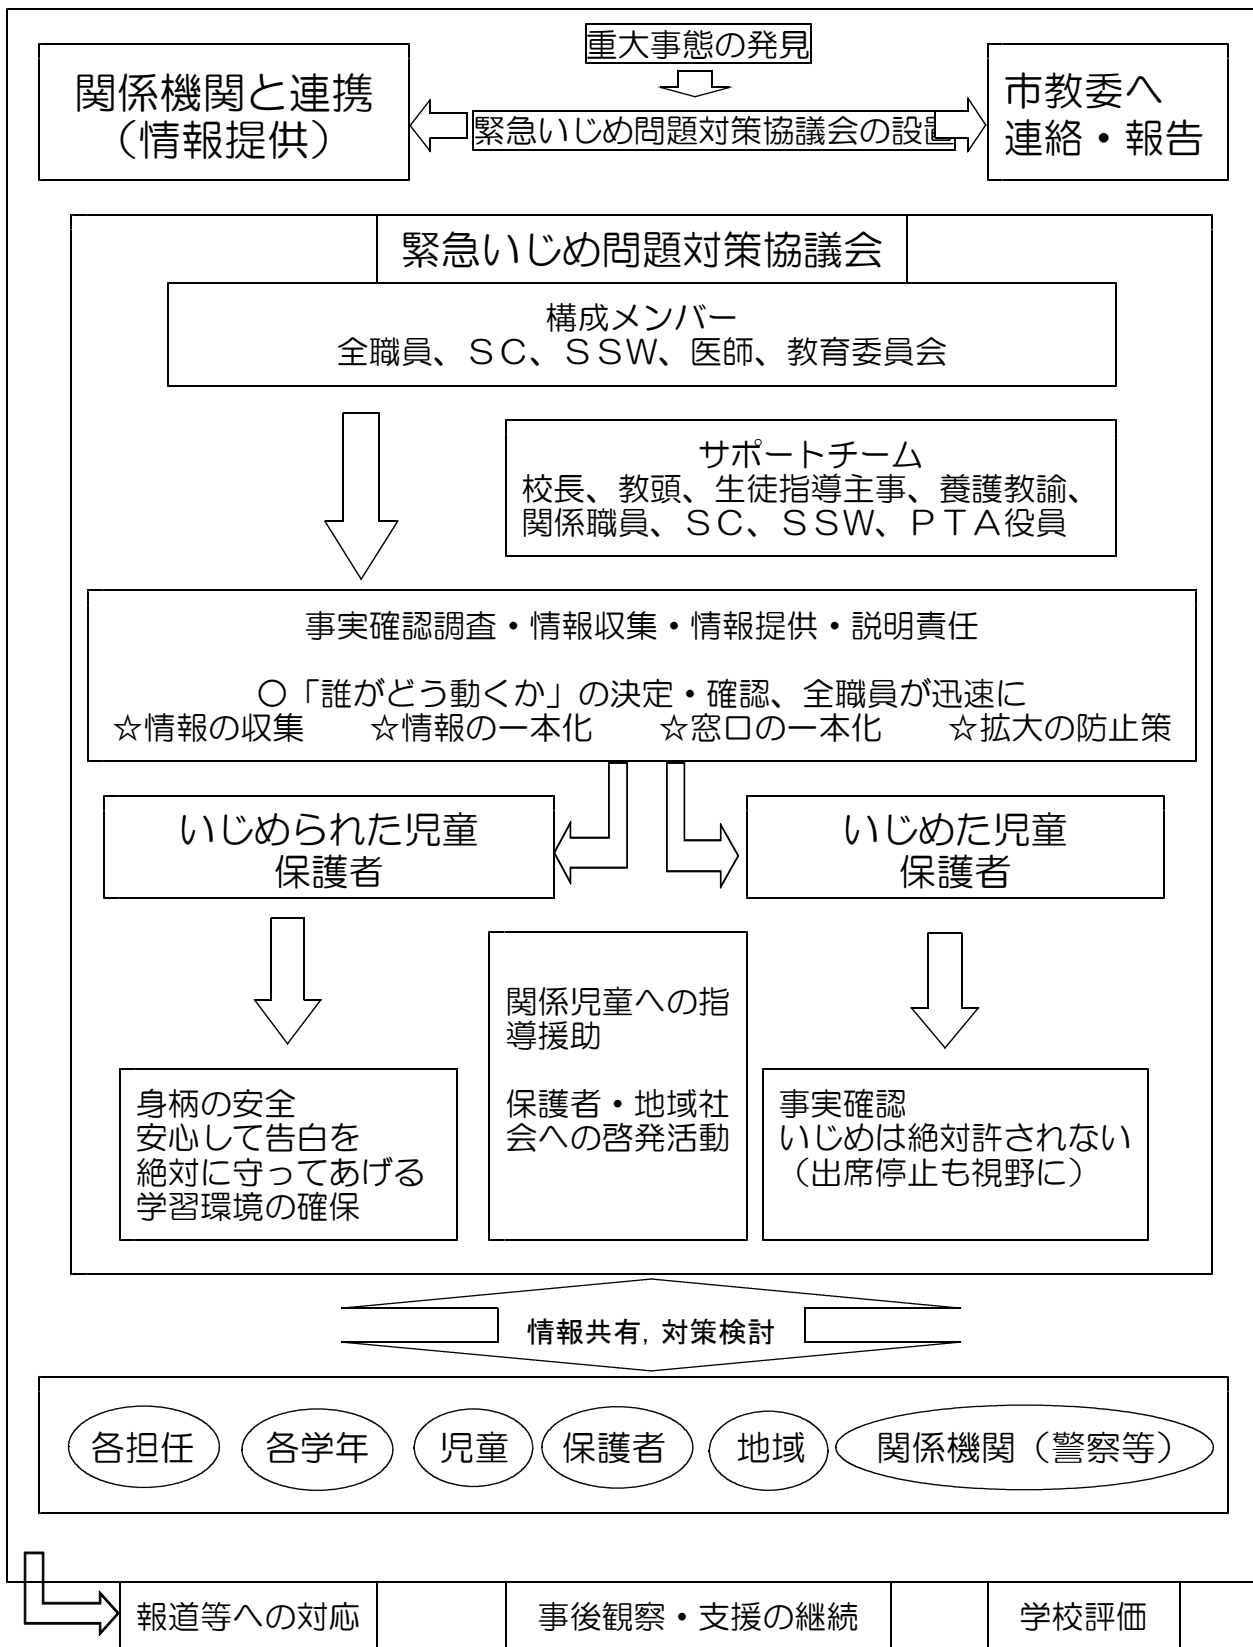 重大事態の発見
関係機関と連携
(情報提供)
緊急いじめ問題対策協議会の設置
市教委へ
連絡・報告
緊急いじめ問題対策協議会
構成メンバー
全職員、ＳＣ、ＳＳＷ、医師、教育委員会
サポートチーム
校長、教頭、生徒指導主事、養護教諭、
関係職員、ＳＣ、ＳＳＷ、ＰＴＡ役員
事実確認調査・情報収集・情報提供・説明責任
○「誰がどう動くか」の決定・確認、全職員が迅速に
☆情報の収集　☆情報の一本化　☆窓口の一本化　☆拡大の防止策
いじめられた児童
保護者
いじめた児童
保護者
身柄の安全
安心して告白を
絶対に守ってあげる
学習環境の確保
関係児童への指
導援助
保護者・地域社
会への啓発活動
事実確認
いじめは絶対許されない
（出席停止も視野に）
情報共有，対策検討
各担任　各学年　児童　保護者　地域　関係機関（警察等）
報道等への対応　事後観察・支援の継続　学校評価